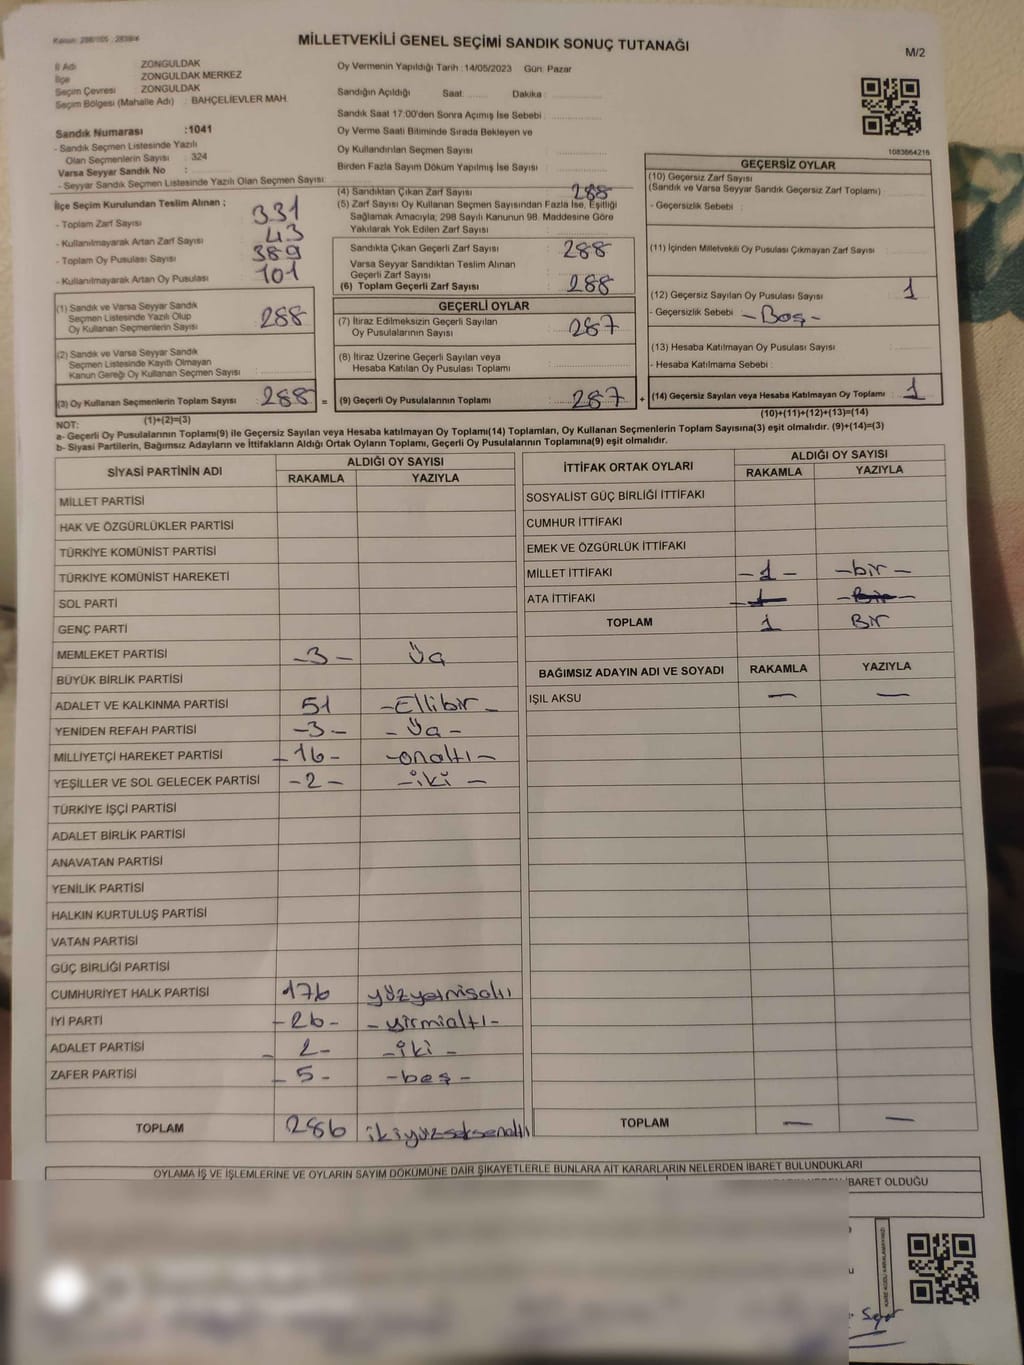 Kanun: 298/105 : 2839/4
MİLLETVEKİLİ GENEL SEÇİMİ SANDIK SONUÇ TUTANAĞI
M/2
İl Adı : ZONGULDAK
İlçe : ZONGULDAK MERKEZ
Seçim Çevresi : ZONGULDAK
Seçim Bölgesi (Mahalle Adı) : BAHÇELİEVLER MAH
Sandık Numarası :1041
- Sandık Seçmen Listesinde Yazılı
Olan Seçmenlerin Sayısı : 324
Varsa Seyyar Sandık No :
- Seyyar Sandık Seçmen Listesinde Yazılı Olan Seçmen Sayısı :
Oy Vermenin Yapıldığı Tarih : 14/05/2023 Gün: Pazar
Sandığın Açıldığı Saat: Dakika:
Sandık Saat 17:00'den Sonra Açımış İse Sebebi :
Oy Verme Saati Bitiminde Sırada Bekleyen ve
Oy Kullandırılan Seçmen Sayısı :
Birden Fazla Sayım Döküm Yapılmış İse Sayısı :
1083664216
İlçe Seçim Kurulundan Teslim Alınan ;
- Toplam Zarf Sayısı : 331
- Kullanılmayarak Artan Zarf Sayısı : 43
- Toplam Oy Pusulası Sayısı : 389
- Kullanılmayarak Artan Oy Pusulası : 101
(4) Sandıktan Çıkan Zarf Sayısı : 288
(5) Zarf Sayısı Oy Kullanan Seçmen Sayısından Fazla İse, Eşitliği
Sağlamak Amacıyla, 298 Sayılı Kanunun 98. Maddesine Göre
Yakılarak Yok Edilen Zarf Sayısı :
Sandıkta Çıkan Geçerli Zarf Sayısı : 288
Varsa Seyyar Sandıktan Teslim Alınan
Geçerli Zarf Sayısı :
(6) Toplam Geçerli Zarf Sayısı : 288
GEÇERSİZ OYLAR
(10) Geçersiz Zarf Sayısı
(Sandık ve Varsa Seyyar Sandık Geçersiz Zarf Toplamı) :
- Geçersizlik Sebebi :
(11) İçinden Milletvekili Oy Pusulası Çıkmayan Zarf Sayısı :
(12) Geçersiz Sayılan Oy Pusulası Sayısı : 1
- Geçersizlik Sebebi : -Boş-
(13) Hesaba Katılmayan Oy Pusulası Sayısı :
- Hesaba Katılmama Sebebi :
(14) Geçersiz Sayılan veya Hesaba Katılmayan Oy Toplamı : 1
(10)+(11)+(12)+(13)=(14)
(1) Sandık ve Varsa Seyyar Sandık
Seçmen Listesinde Yazılı Olup
Oy Kullanan Seçmenlerin Sayısı : 288
(2) Sandık ve Varsa Seyyar Sandık
Seçmen Listesinde Kayıtlı Olmayan
Kanun Gereği Oy Kullanan Seçmen Sayısı :
(3) Oy Kullanan Seçmenlerin Toplam Sayısı : 288 =
(1)+(2)=(3)
GEÇERLİ OYLAR
(7) İtiraz Edilmeksizin Geçerli Sayılan
Oy Pusulalarının Sayısı : 287
(8) İtiraz Üzerine Geçerli Sayılan veya
Hesaba Katılan Oy Pusulası Toplamı :
(9) Geçerli Oy Pusulalarının Toplamı : 287 +
NOT:
a- Geçerli Oy Pusulalarının Toplamı(9) ile Geçersiz Sayılan veya Hesaba katılmayan Oy Toplamı(14) Toplamları, Oy Kullanan Seçmenlerin Toplam Sayısına(3) eşit olmalıdır. (9)+(14)=(3)
b- Siyasi Partilerin, Bağımsız Adayların ve İttifakların Aldığı Ortak Oyların Toplamı, Geçerli Oy Pusulalarının Toplamına(9) eşit olmalıdır.
SİYASİ PARTİNİN ADI ALDIĞI OY SAYISI
RAKAMLA YAZIYLA
MİLLET PARTİSİ
HAK VE ÖZGÜRLÜKLER PARTİSİ
TÜRKİYE KOMÜNİST PARTİSİ
TÜRKİYE KOMÜNİST HAREKETİ
SOL PARTİ
GENÇ PARTİ
MEMLEKET PARTİSİ -3- Üç
BÜYÜK BİRLİK PARTİSİ
ADALET VE KALKINMA PARTİSİ 51 -Ellibir-
YENİDEN REFAH PARTİSİ -3- -Üç-
MİLLİYETÇİ HAREKET PARTİSİ -16- -onaltı-
YEŞİLLER VE SOL GELECEK PARTİSİ -2- -iki-
TÜRKİYE İŞÇİ PARTİSİ
ADALET BİRLİK PARTİSİ
ANAVATAN PARTİSİ
YENİLİK PARTİSİ
HALKIN KURTULUŞ PARTİSİ
VATAN PARTİSİ
GÜÇ BİRLİĞİ PARTİSİ
CUMHURİYET HALK PARTİSİ 176 yüzyetmişaltı
İYİ PARTİ -26- -yirmialtı-
ADALET PARTİSİ - 2- -iki-
ZAFER PARTİSİ -5- -beş-
TOPLAM 286 ikiyüzseksenaltı
İTTİFAK ORTAK OYLARI ALDIĞI OY SAYISI
RAKAMLA YAZIYLA
SOSYALİST GÜÇ BİRLİĞİ İTTİFAKI
CUMHUR İTTİFAKI
EMEK VE ÖZGÜRLÜK İTTİFAKI
MİLLET İTTİFAKI -1- -bir-
ATA İTTİFAKI -1- -Bir-
TOPLAM 1 Bir
BAĞIMSIZ ADAYIN ADI VE SOYADI RAKAMLA YAZIYLA
IŞIL AKSU — —
TOPLAM — —
OYLAMA İŞ VE İŞLEMLERİNE VE OYLARIN SAYIM DÖKÜMÜNE DAİR ŞİKAYETLERLE BUNLARA AİT KARARLARIN NELERDEN İBARET BULUNDUKLARI
İBARET OLDUĞU